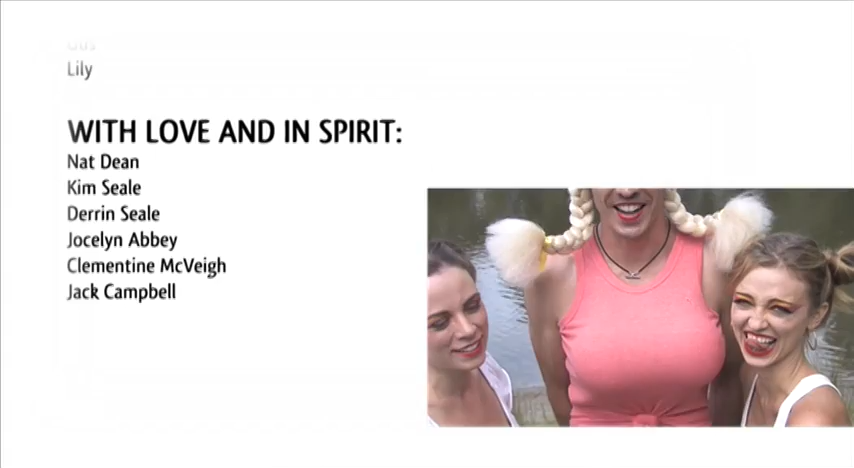 Lily
WITH LOVE AND IN SPIRIT:
Nat Dean
Kim Seale
Derrin Seale
Jocelyn Abbey
Clementine McVeigh
Jack Campbell